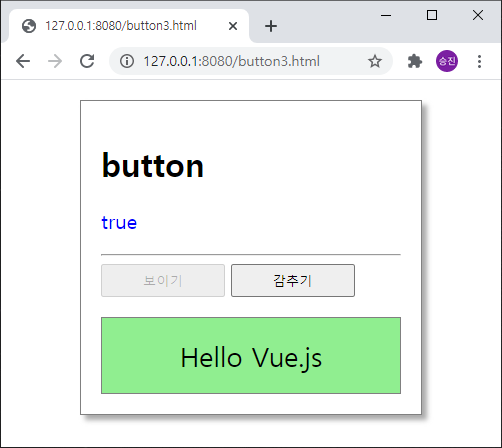 127.0.0.1:8080/button3.html
127.0.0.1:8080/button3.html
승진
button
true
보이기 감추기
Hello Vue.js